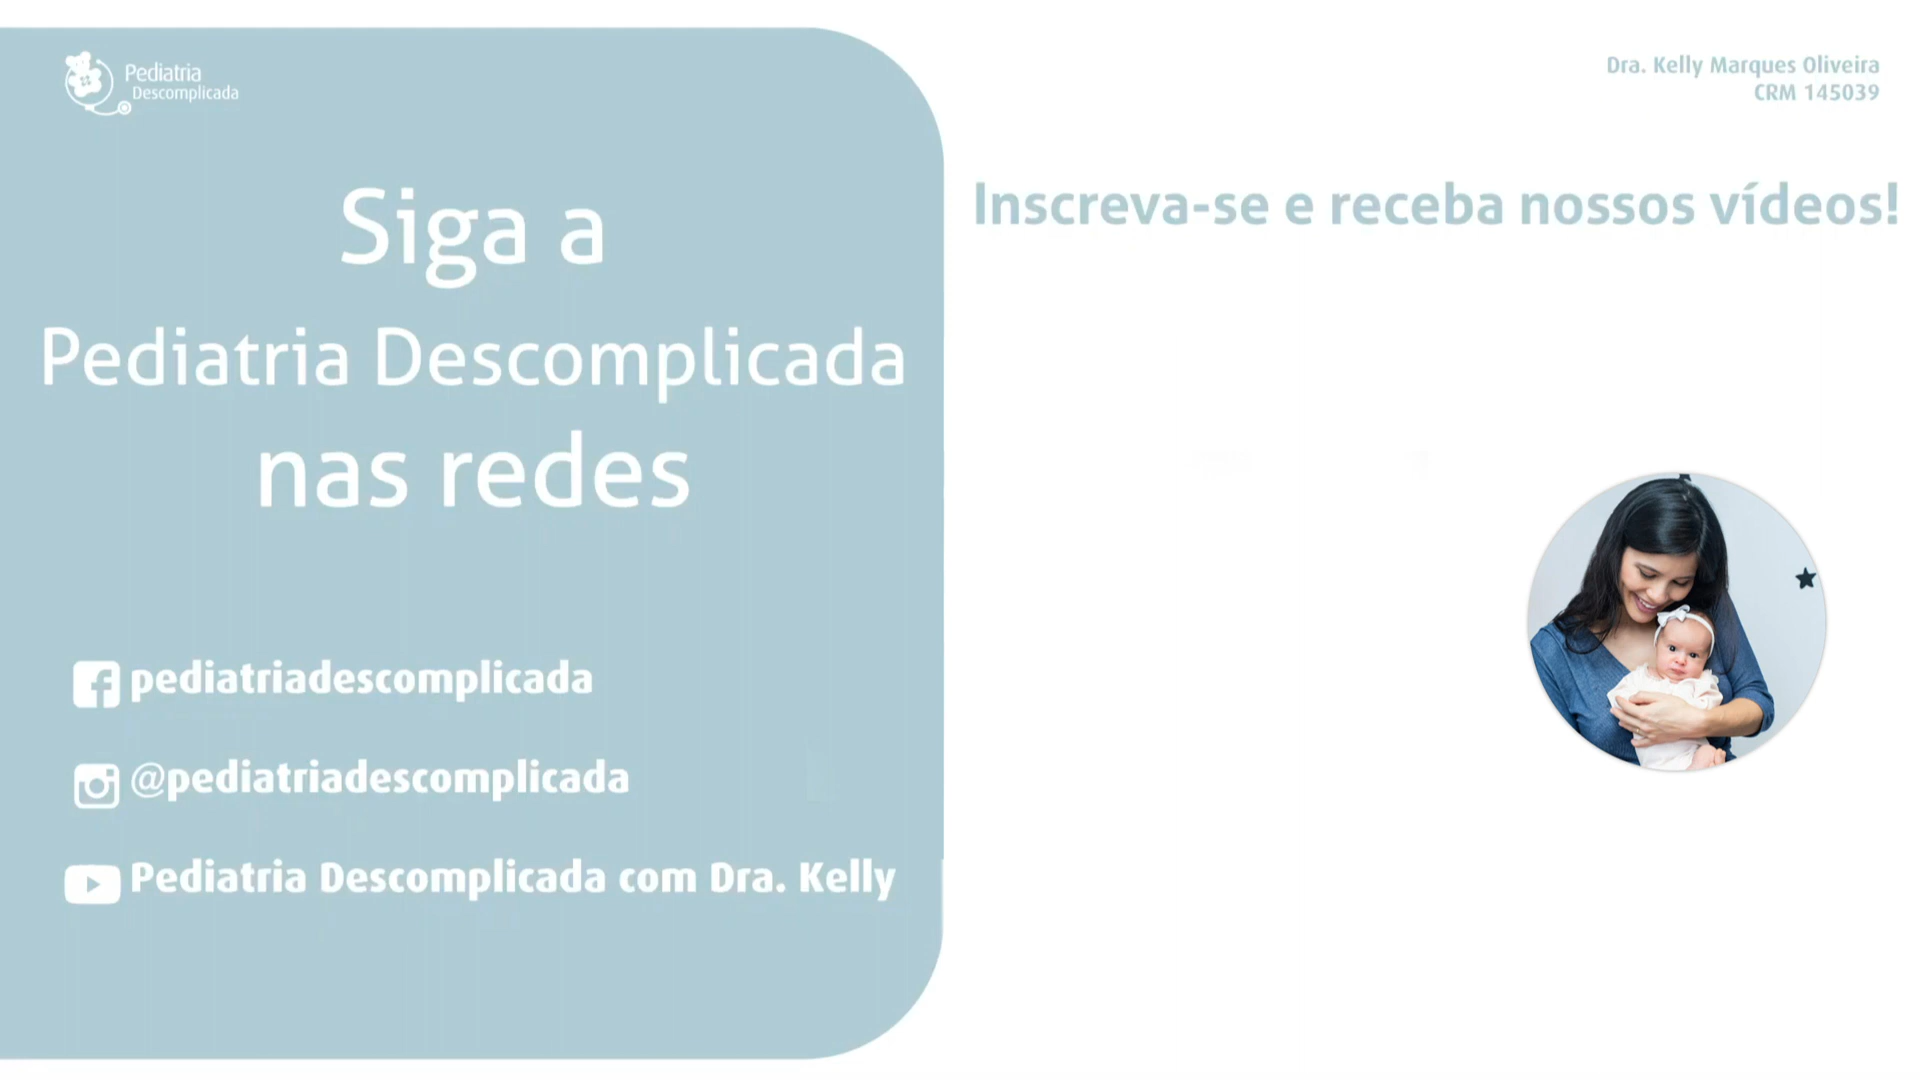 Pediatria
Descomplicada
Siga a
Pediatria Descomplicada
nas redes
pediatriadescomplicada
@pediatriadescomplicada
Pediatria Descomplicada com Dra. Kelly
Dra. Kelly Marques Oliveira
CRM 145039
Inscreva-se e receba nossos vídeos!